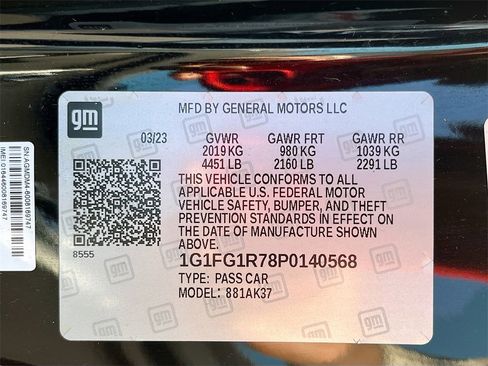 gm
MFD BY GENERAL MOTORS LLC
03/23 GVWR GAWR FRT GAWR RR
2019 KG 980 KG 1039 KG
4451 LB 2160 LB 2291 LB
THIS VEHICLE CONFORMS TO ALL
APPLICABLE U.S. FEDERAL MOTOR
VEHICLE SAFETY, BUMPER, AND THEFT
PREVENTION STANDARDS IN EFFECT ON
THE DATE OF MANUFACTURE SHOWN
ABOVE.
8555
1G1FG1R78P0140568
TYPE: PASS CAR
MODEL: 881AK37